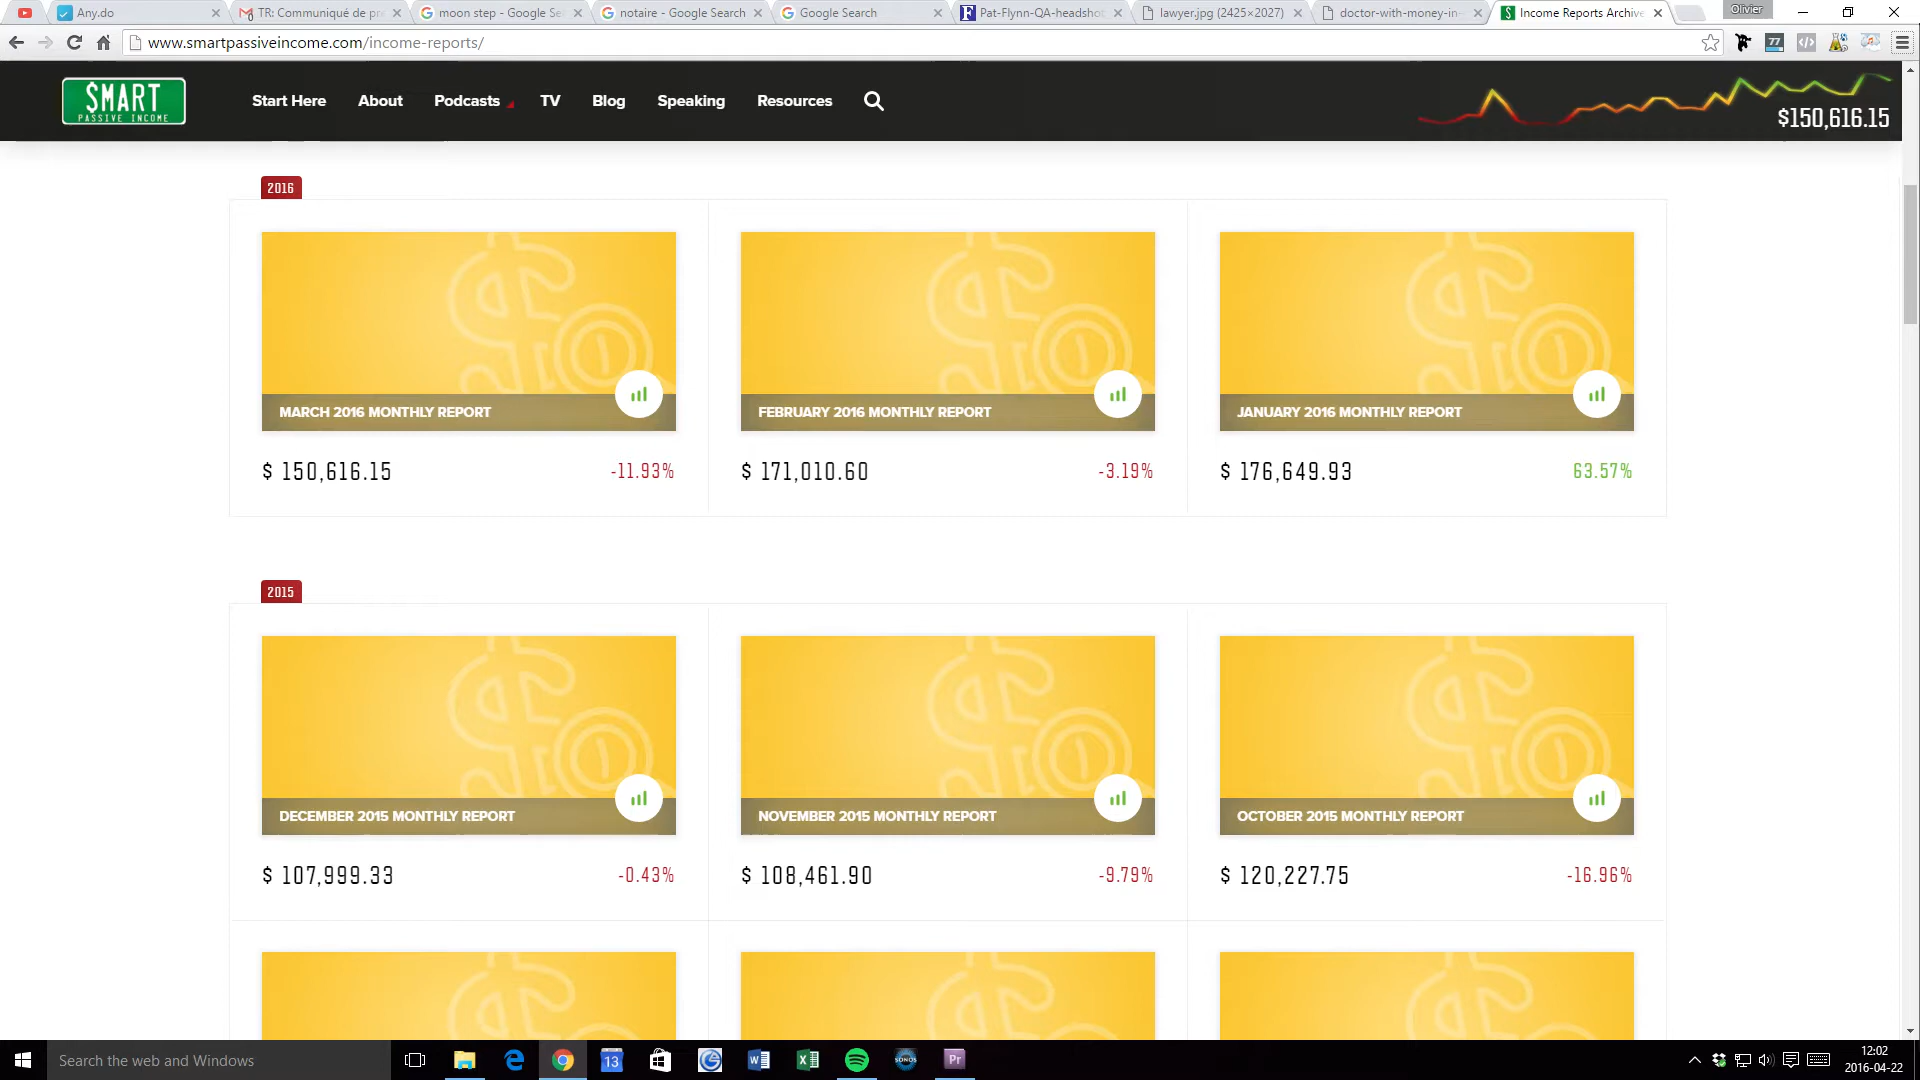 Any.do
TR: Communiqué de pr
moon step - Google Se
notaire - Google Search
Google Search
Pat-Flynn-QA-headshot
lawyer.jpg (2425×2027)
doctor-with-money-in-
Income Reports Archive
Olivier
www.smartpassiveincome.com/income-reports/
$MART
PASSIVE INCOME
Start Here
About
Podcasts
TV
Blog
Speaking
Resources
$150,616.15
2016
MARCH 2016 MONTHLY REPORT
FEBRUARY 2016 MONTHLY REPORT
JANUARY 2016 MONTHLY REPORT
$ 150,616.15
-11.93%
$ 171,010.60
-3.19%
$ 176,649.93
63.57%
2015
DECEMBER 2015 MONTHLY REPORT
NOVEMBER 2015 MONTHLY REPORT
OCTOBER 2015 MONTHLY REPORT
$ 107,999.33
-0.43%
$ 108,461.90
-9.79%
$ 120,227.75
-16.96%
Search the web and Windows
13
SONOS
Pr
12:02
2016-04-22